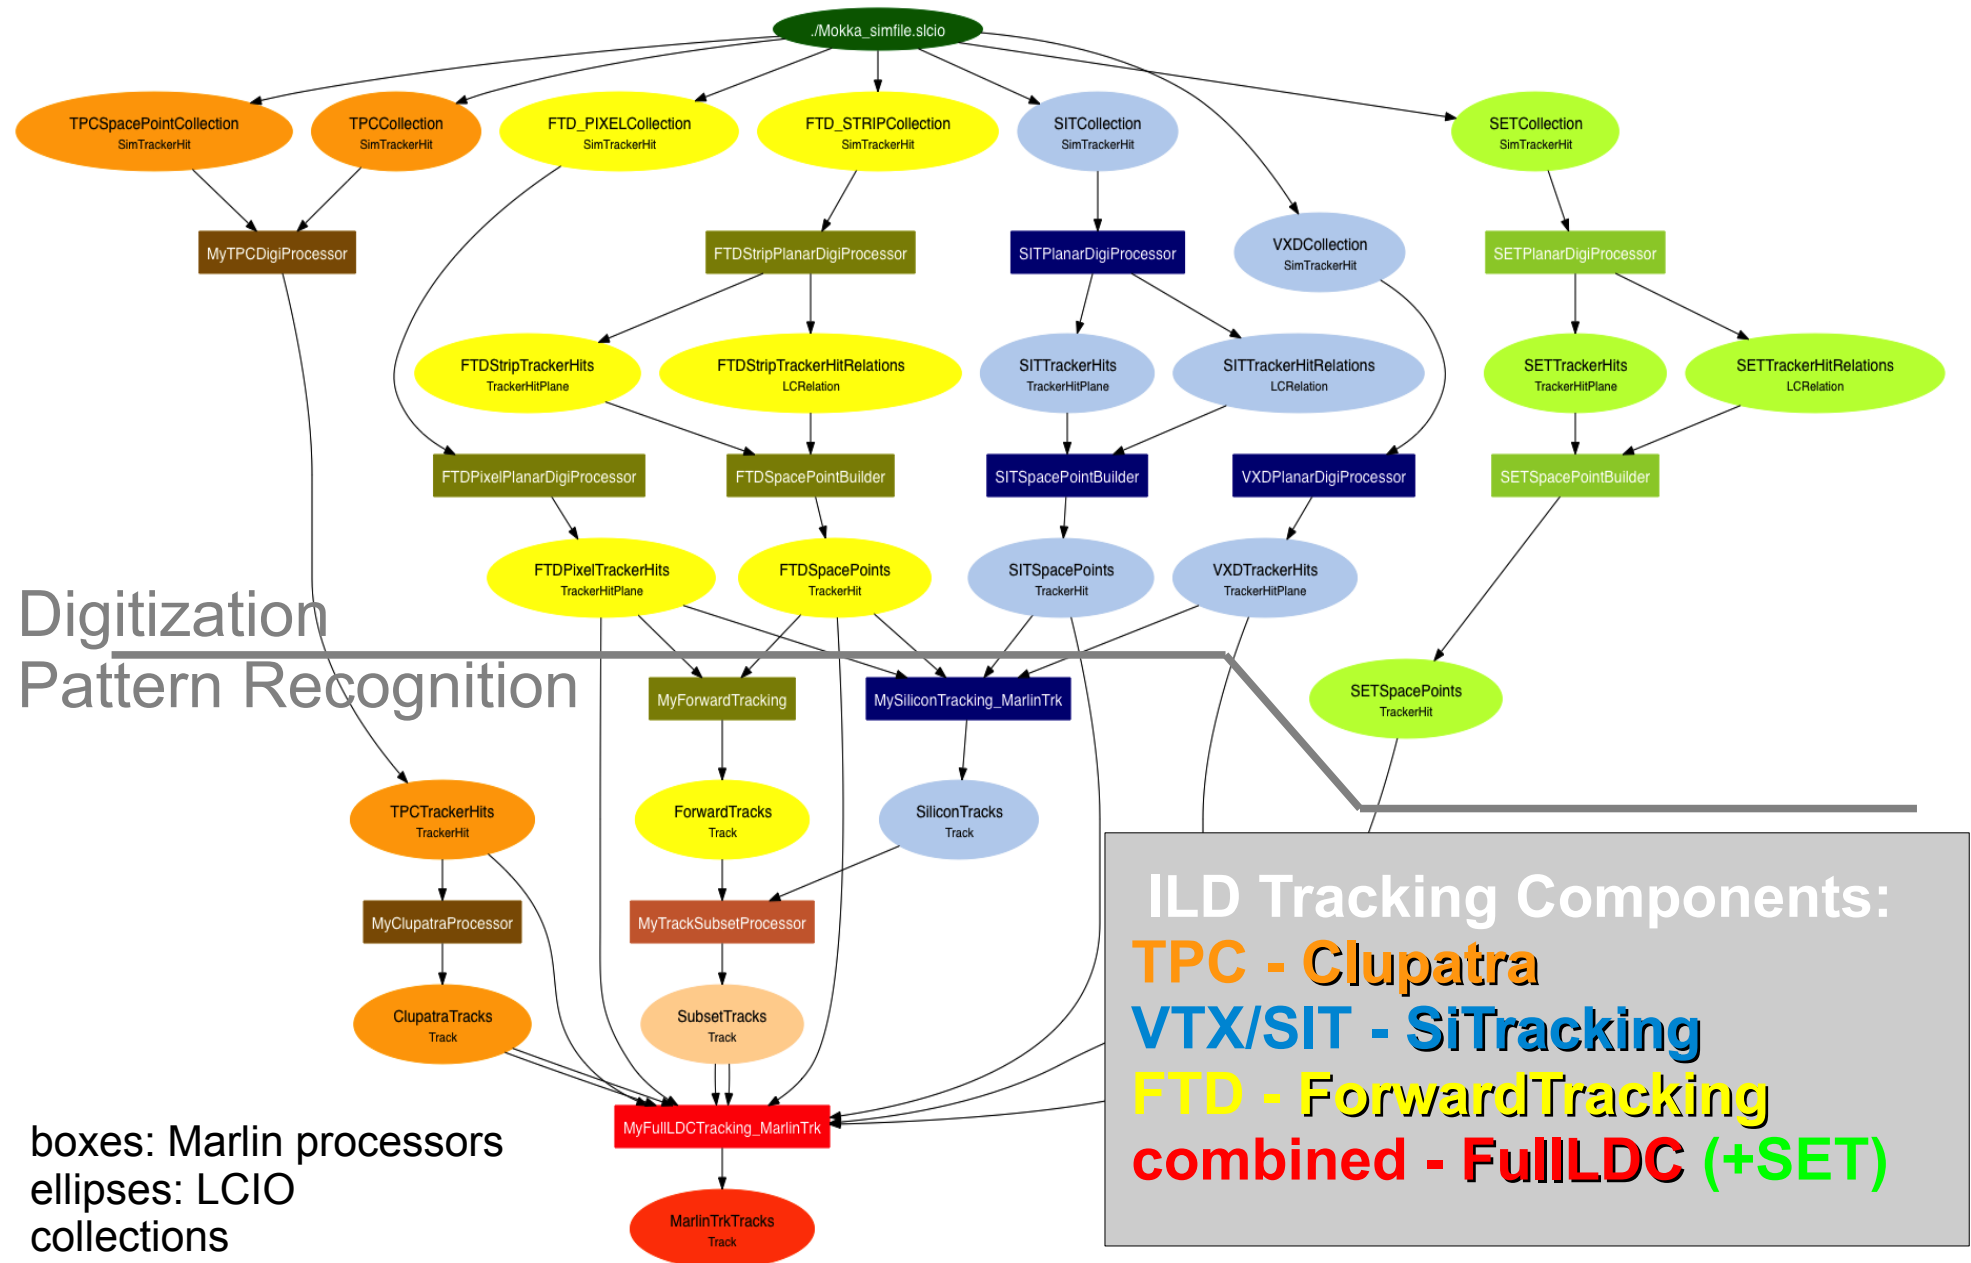 ./Mokka_simfile.slcio
TPCSpacePointCollection
SimTrackerHit
TPCCollection
SimTrackerHit
FTD_PIXELCollection
SimTrackerHit
FTD_STRIPCollection
SimTrackerHit
SITCollection
SimTrackerHit
SETCollection
SimTrackerHit
MyTPCDigiProcessor
FTDStripPlanarDigiProcessor
SITPlanarDigiProcessor
VXDCollection
SimTrackerHit
SETPlanarDigiProcessor
FTDStripTrackerHits
TrackerHitPlane
FTDStripTrackerHitRelations
LCRelation
SITTrackerHits
TrackerHitPlane
SITTrackerHitRelations
LCRelation
SETTrackerHits
TrackerHitPlane
SETTrackerHitRelations
LCRelation
FTDPixelPlanarDigiProcessor
FTDSpacePointBuilder
SITSpacePointBuilder
VXDPlanarDigiProcessor
SETSpacePointBuilder
FTDPixelTrackerHits
TrackerHitPlane
FTDSpacePoints
TrackerHit
SITSpacePoints
TrackerHit
VXDTrackerHits
TrackerHitPlane
Digitization
Pattern Recognition
MyForwardTracking
MySiliconTracking_MarlinTrk
SETSpacePoints
TrackerHit
TPCTrackerHits
TrackerHit
ForwardTracks
Track
SiliconTracks
Track
MyClupatraProcessor
MyTrackSubsetProcessor
ClupatraTracks
Track
SubsetTracks
Track
MyFullLDCTracking_MarlinTrk
MarlinTrkTracks
Track
ILD Tracking Components:
TPC - Clupatra
VTX/SIT - SiTracking
FTD - ForwardTracking
combined - FullLDC (+SET)
boxes: Marlin processors
ellipses: LCIO
collections